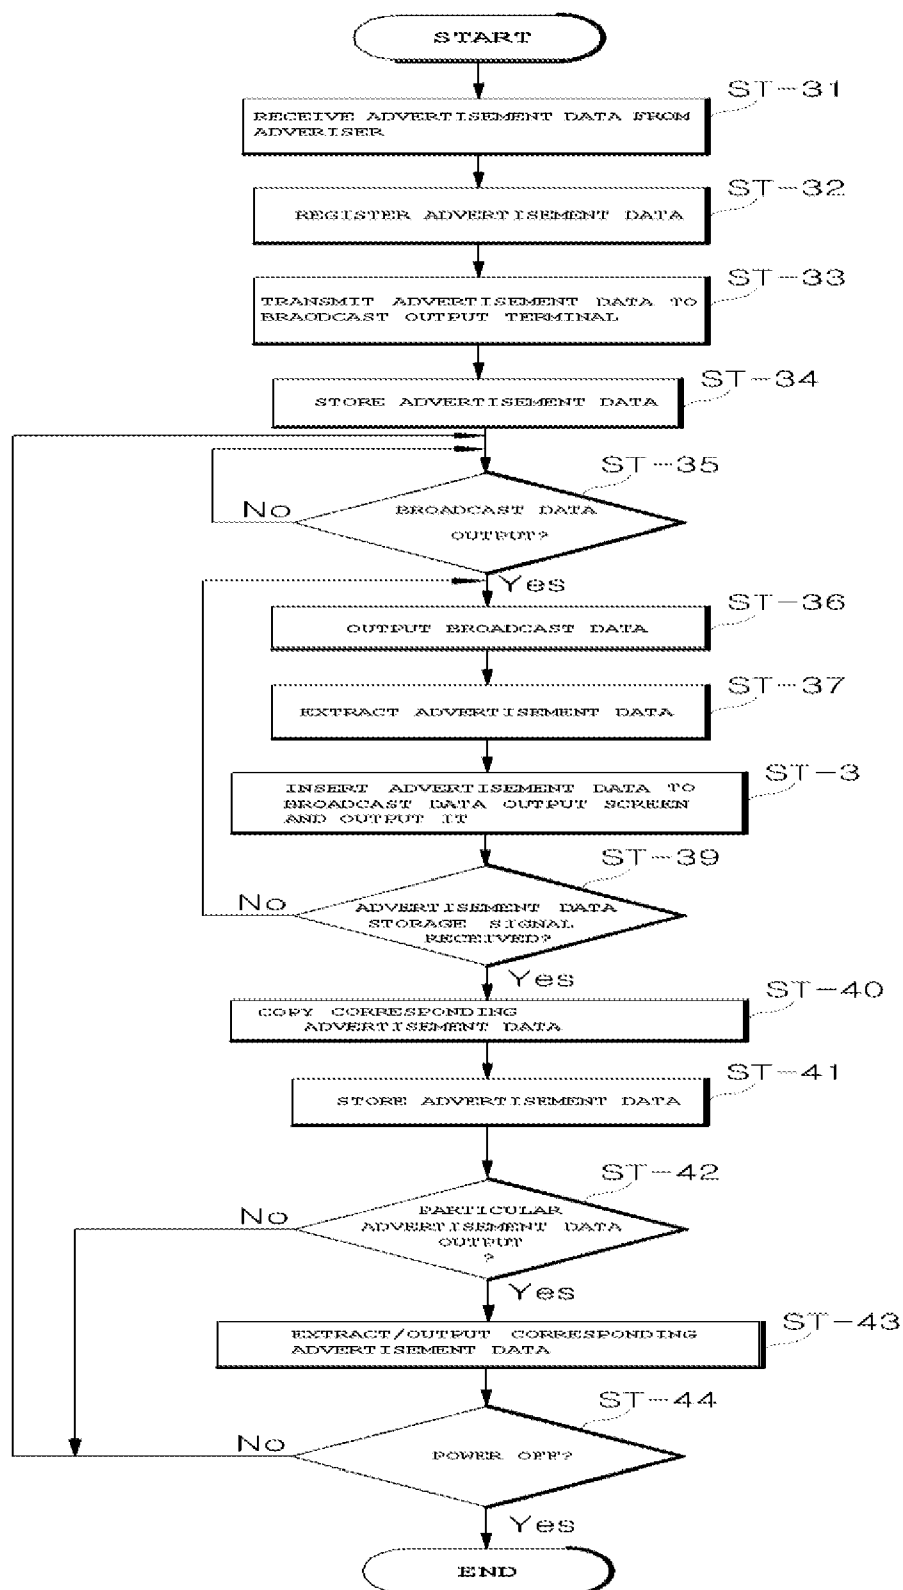 START
ST-31
RECEIVE ADVERTISEMENT DATA FROM
ADVERISER
ST-32
REGISTER ADVERTISEMENT DATA
ST-33
TRANSMIT ADVERTISEMENT DATA TO
BRAODCAST OUTPUT TERMINAL
ST-34
STORE ADVERTISEMENT DATA
ST-35
No
BROADCAST DATA
OUTPUT?
Yes
ST-36
OUTPUT BROADCAST DATA
ST-37
EXTRACT ADVERTISEMENT DATA
ST-3
INSERT ADVERTISEMENT DATA TO
BROADCAST DATA OUTPUT SCREEN
AND OUTPUT IT
ST-39
No
ADVERTISEMENT DATA
STORAGE SIGNAL
RECEIVED?
Yes
ST-40
COPY CORRESPONDING
ADVERTISEMENT DATA
ST-41
STORE ADVERTISEMENT DATA
ST-42
No
PARTICULAR
ADVERTISEMENT DATA
OUTPUT
?
Yes
ST-43
EXTRACT/OUTPUT CORRESPONDING
ADVERTISEMENT DATA
ST-44
No
POWER OFF?
Yes
END